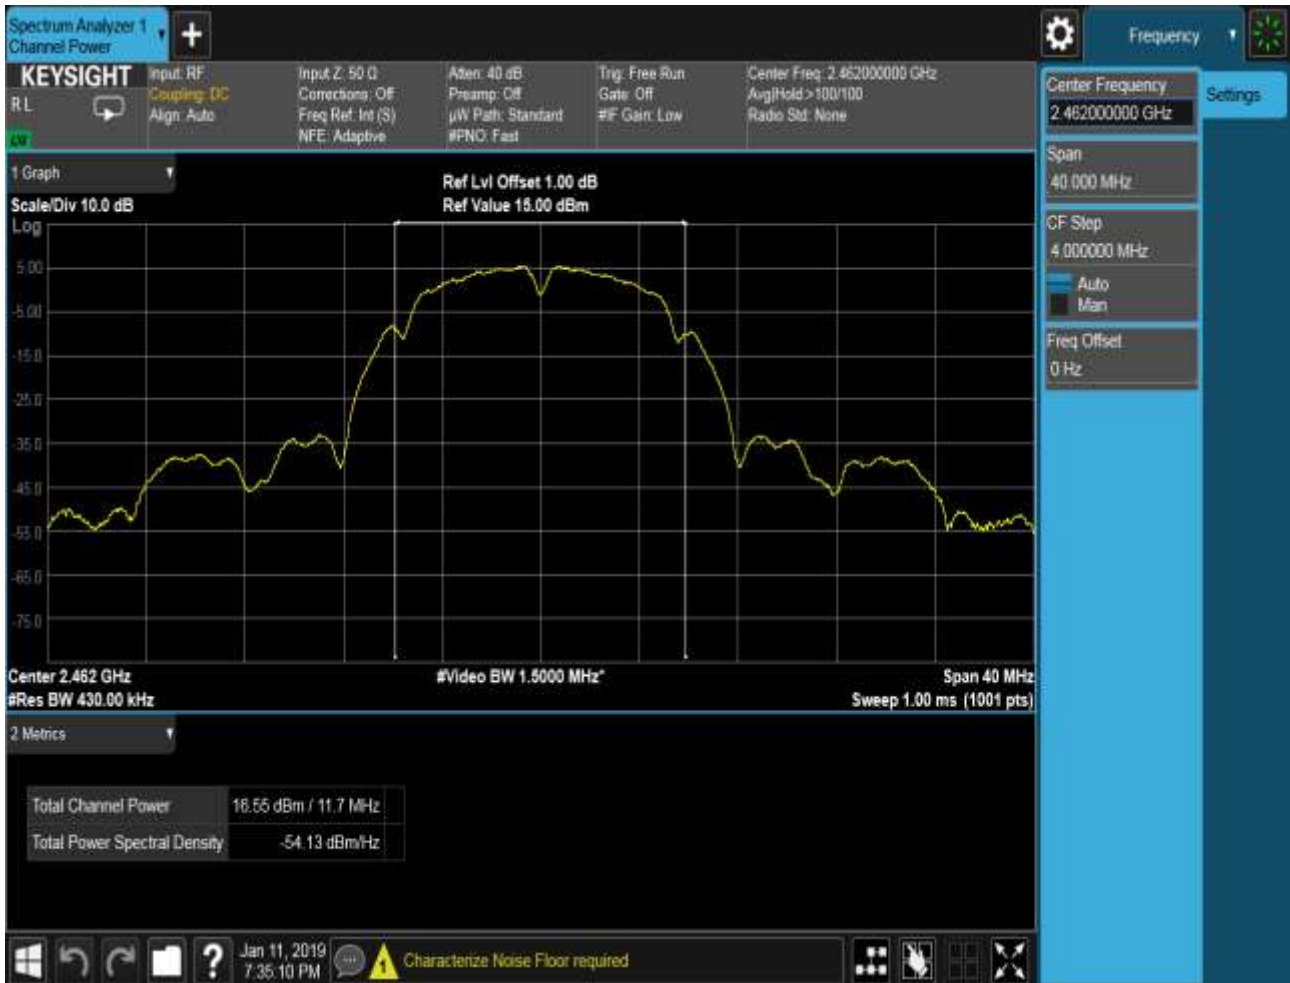 Spectrum Analyzer 1
Channel Power
Frequency
KEYSIGHT
R L
Input: RF
Coupling: DC
Align: Auto
Input Z: 50 Ω
Corrections: Off
Freq Ref: Int (S)
NFE: Adaptive
Atten: 40 dB
Preamp: Off
µW Path: Standard
#PNO: Fast
Trig: Free Run
Gate: Off
#IF Gain: Low
Center Freq: 2.462000000 GHz
Avg|Hold:>100/100
Radio Std: None
Center Frequency
2.462000000 GHz
Settings
Span
40.000 MHz
CF Step
4.000000 MHz
Auto
Man
Freq Offset
0 Hz
1 Graph
Scale/Div 10.0 dB
Ref Lvl Offset 1.00 dB
Ref Value 15.00 dBm
Log
5.00
-5.00
-15.0
-25.0
-35.0
-45.0
-55.0
-65.0
-75.0
Center 2.462 GHz
#Video BW 1.5000 MHz*
Span 40 MHz
#Res BW 430.00 kHz
Sweep 1.00 ms (1001 pts)
2 Metrics
Total Channel Power 16.55 dBm / 11.7 MHz
Total Power Spectral Density -54.13 dBm/Hz
?
Jan 11, 2019
7:35:10 PM
1
Characterize Noise Floor required